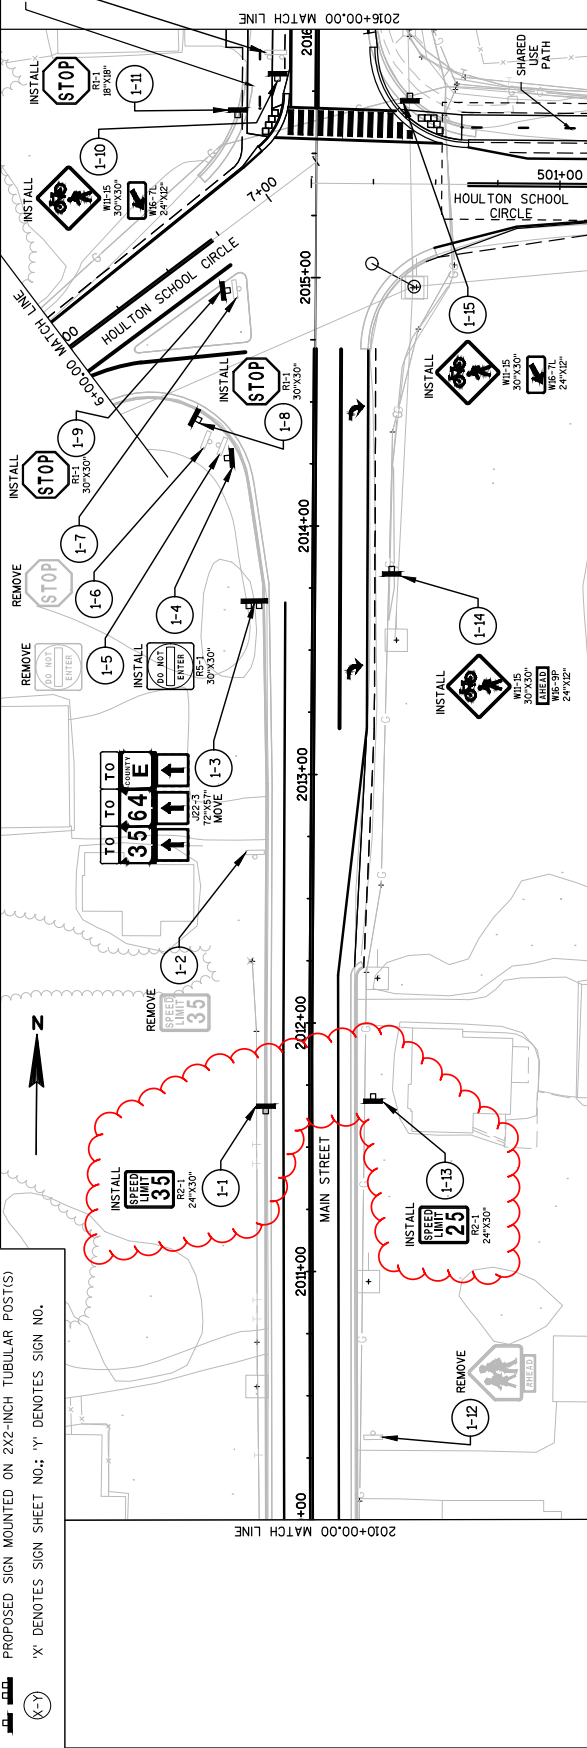 PROPOSED SIGN MOUNTED ON 2X2-INCH TUBULAR POST(S)
X-Y
'X' DENOTES SIGN SHEET NO.; 'Y' DENOTES SIGN NO.
N
2010+00.00 MATCH LINE
+00
2011+00
2012+00
2013+00
2014+00
2015+00
2016
2016+00.00 MATCH LINE
MAIN STREET
INSTALL
SPEED
LIMIT
35
R2-1
24"X30"
1-1
REMOVE
SPEED
LIMIT
35
1-2
TO TO TO
35 64 COUNTY E
J22-3
72"X57"
MOVE
1-3
REMOVE
DO NOT
ENTER
INSTALL
DO NOT
ENTER
R5-1
30"X30"
1-4
1-5
REMOVE
STOP
1-6
1-7
INSTALL
STOP
R1-1
30"X30"
1-9
INSTALL
STOP
R1-1
30"X30"
1-8
6+00.00 MATCH LINE
00
HOULTON SCHOOL CIRCLE
7+00
INSTALL
W11-15
30"X30"
W16-7L
24"X12"
1-10
INSTALL
STOP
R1-1
18"X18"
1-11
REMOVE
AHEAD
1-12
INSTALL
SPEED
LIMIT
25
R2-1
24"X30"
1-13
INSTALL
W11-15
30"X30"
AHEAD
W16-9P
24"X12"
1-14
INSTALL
W11-15
30"X30"
W16-7L
24"X12"
1-15
HOULTON SCHOOL
CIRCLE
501+00
SHARED
USE
PATH